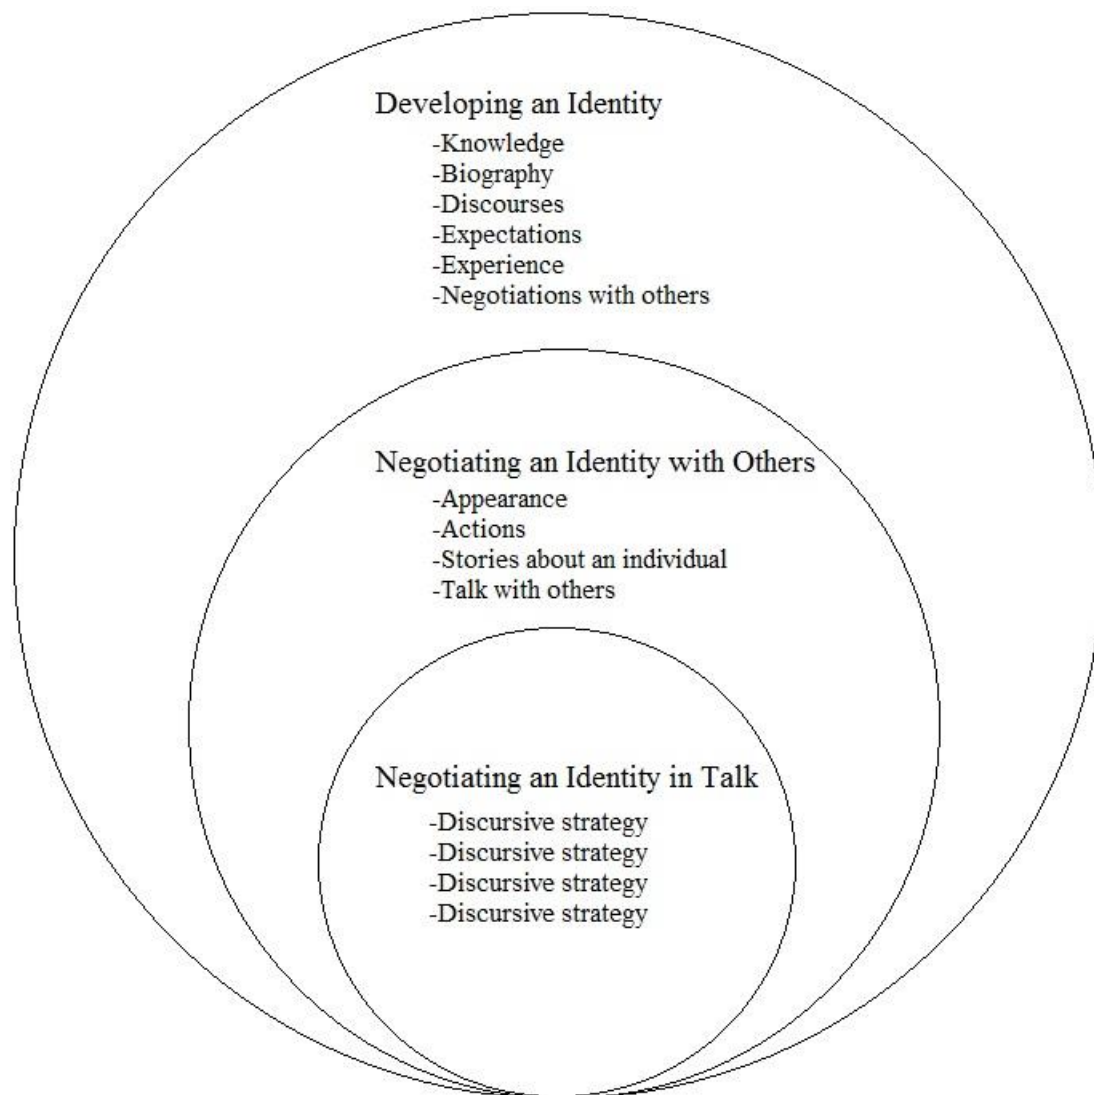 Developing an Identity
-Knowledge
-Biography
-Discourses
-Expectations
-Experience
-Negotiations with others
Negotiating an Identity with Others
-Appearance
-Actions
-Stories about an individual
-Talk with others
Negotiating an Identity in Talk
-Discursive strategy
-Discursive strategy
-Discursive strategy
-Discursive strategy